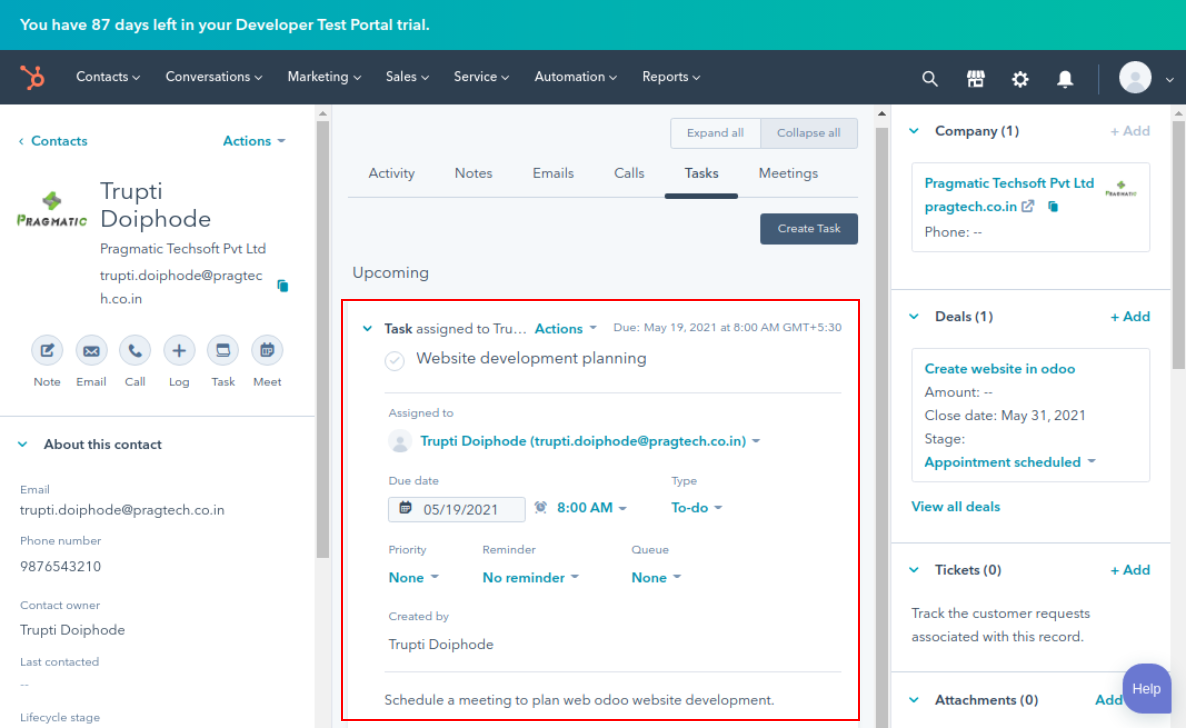 You have 87 days left in your Developer Test Portal trial.
Contacts Conversations Marketing Sales Service Automation Reports
Contacts
Actions
PRAGMATIC
Trupti
Doiphode
Pragmatic Techsoft Pvt Ltd
trupti.doiphode@pragtec
h.co.in
Note Email Call Log Task Meet
About this contact
Email
trupti.doiphode@pragtech.co.in
Phone number
9876543210
Contact owner
Trupti Doiphode
Last contacted
--
Lifecycle stage
Expand all Collapse all
Activity Notes Emails Calls Tasks Meetings
Create Task
Upcoming
Task assigned to Tru... Actions Due: May 19, 2021 at 8:00 AM GMT+5:30
Website development planning
Assigned to
Trupti Doiphode (trupti.doiphode@pragtech.co.in)
Due date Type
05/19/2021 8:00 AM To-do
Priority Reminder Queue
None No reminder None
Created by
Trupti Doiphode
Schedule a meeting to plan web odoo website development.
Company (1) + Add
Pragmatic Techsoft Pvt Ltd
PRAGMATIC
pragtech.co.in
Phone: --
Deals (1) + Add
Create website in odoo
Amount: --
Close date: May 31, 2021
Stage:
Appointment scheduled
View all deals
Tickets (0) + Add
Track the customer requests
associated with this record.
Attachments (0) Add
Help